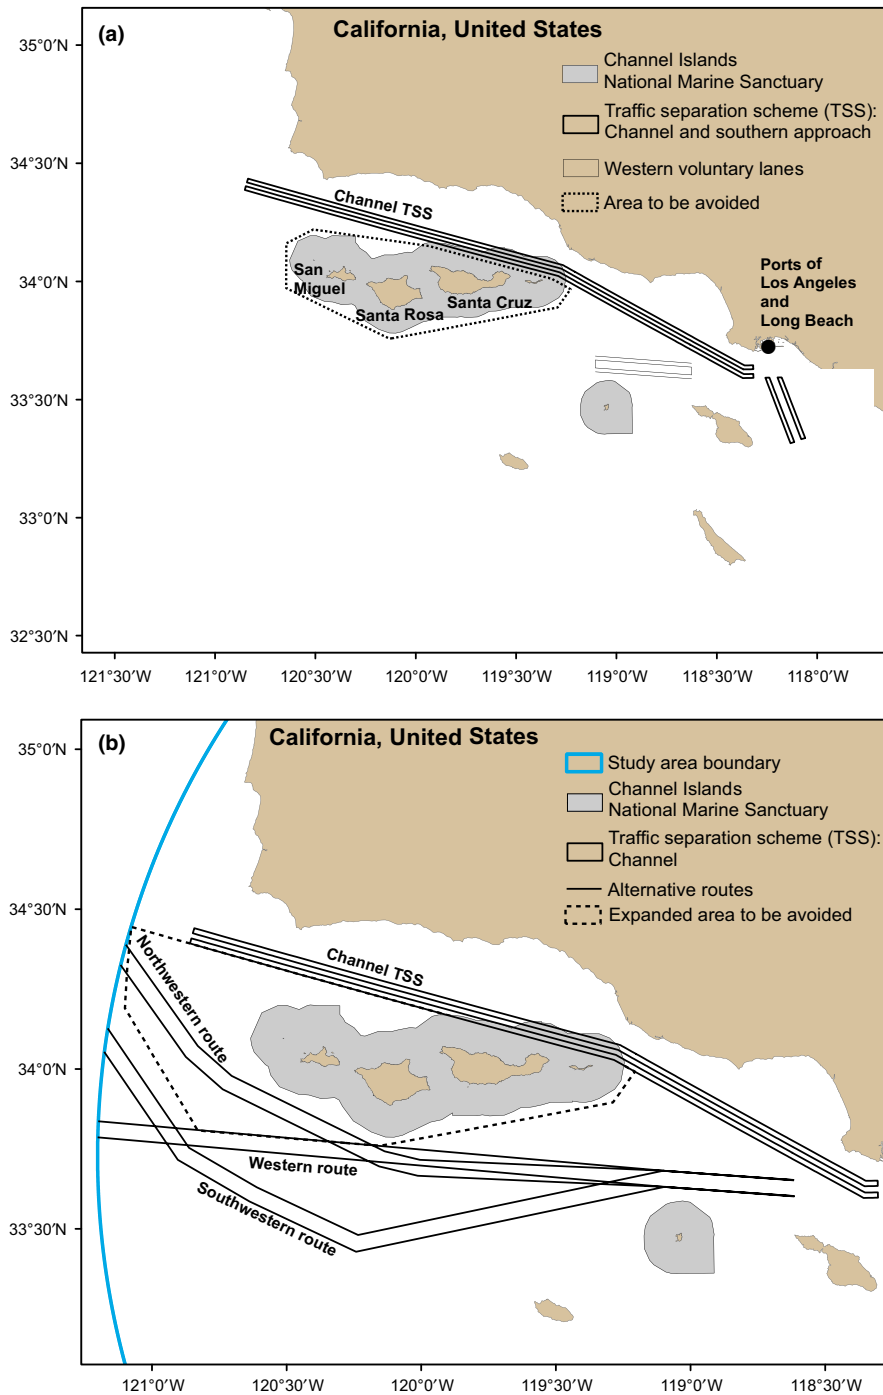 (a)
California, United States
Channel Islands
National Marine Sanctuary
Traffic separation scheme (TSS):
Channel and southern approach
Western voluntary lanes
Area to be avoided
Channel TSS
San
Miguel
Santa Rosa
Santa Cruz
Ports of
Los Angeles
and
Long Beach
35°0′N
34°30′N
34°0′N
33°30′N
33°0′N
32°30′N
121°30′W
121°0′W
120°30′W
120°0′W
119°30′W
119°0′W
118°30′W
118°0′W
(b)
California, United States
Study area boundary
Channel Islands
National Marine Sanctuary
Traffic separation scheme (TSS):
Channel
Alternative routes
Expanded area to be avoided
Channel TSS
Northwestern route
Western route
Southwestern route
35°0′N
34°30′N
34°0′N
33°30′N
121°0′W
120°30′W
120°0′W
119°30′W
119°0′W
118°30′W